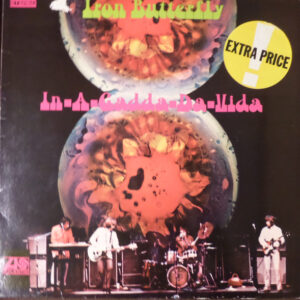 Iron Butterfly
EXTRA PRICE
In-A-Gadda-Da-Vida